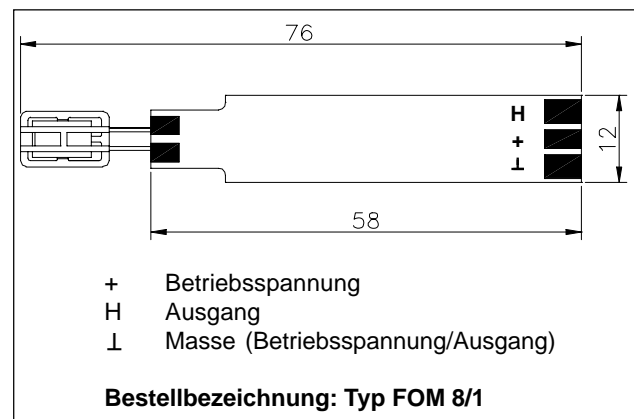 76
H
+
⊥
12
58
+ Betriebsspannung
H Ausgang
⊥ Masse (Betriebsspannung/Ausgang)
Bestellbezeichnung: Typ FOM 8/1